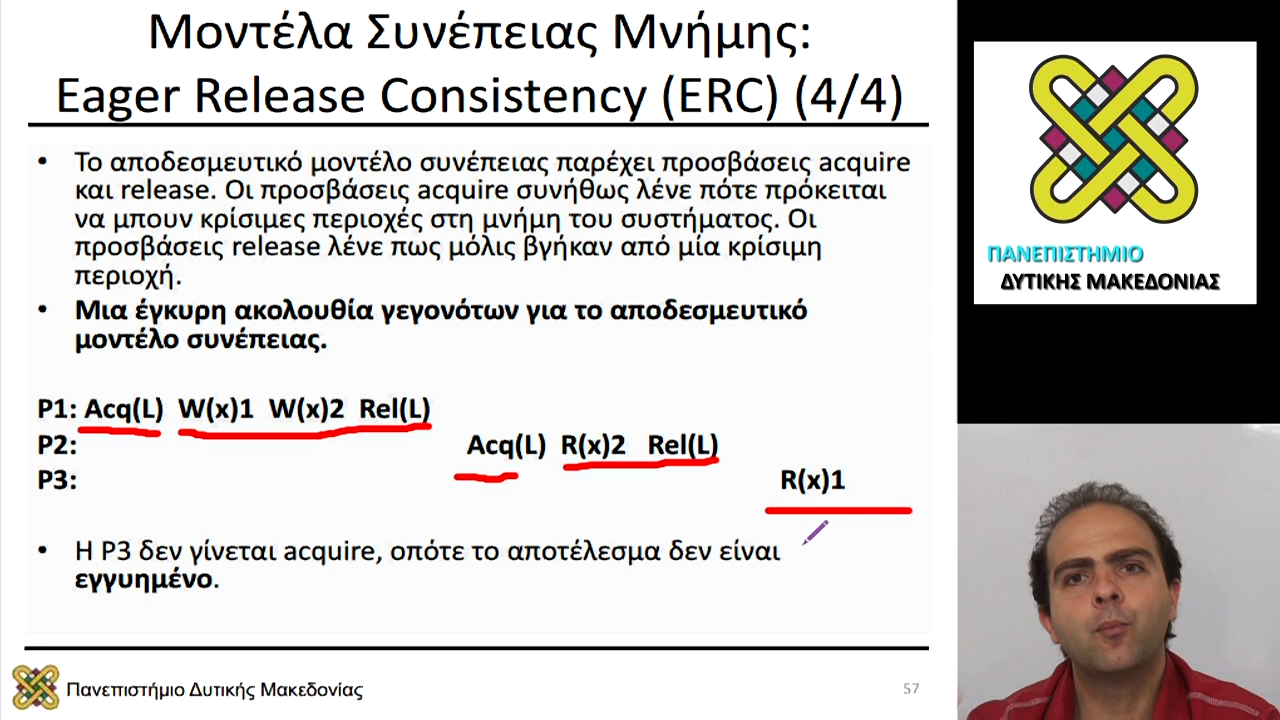 Μοντέλα Συνέπειας Μνήμης:
Eager Release Consistency (ERC) (4/4)
• Το αποδεσμευτικό μοντέλο συνέπειας παρέχει προσβάσεις acquire
και release. Οι προσβάσεις acquire συνήθως λένε πότε πρόκειται
να μπουν κρίσιμες περιοχές στη μνήμη του συστήματος. Οι
προσβάσεις release λένε πως μόλις βγήκαν από μία κρίσιμη
περιοχή.
• Μια έγκυρη ακολουθία γεγονότων για το αποδεσμευτικό
μοντέλο συνέπειας.
P1: Acq(L) W(x)1 W(x)2 Rel(L)
P2: Acq(L) R(x)2 Rel(L)
P3: R(x)1
• Η P3 δεν γίνεται acquire, οπότε το αποτέλεσμα δεν είναι
εγγυημένο.
Πανεπιστήμιο Δυτικής Μακεδονίας
57
ΠΑΝΕΠΙΣΤΗΜΙΟ
ΔΥΤΙΚΗΣ ΜΑΚΕΔΟΝΙΑΣ